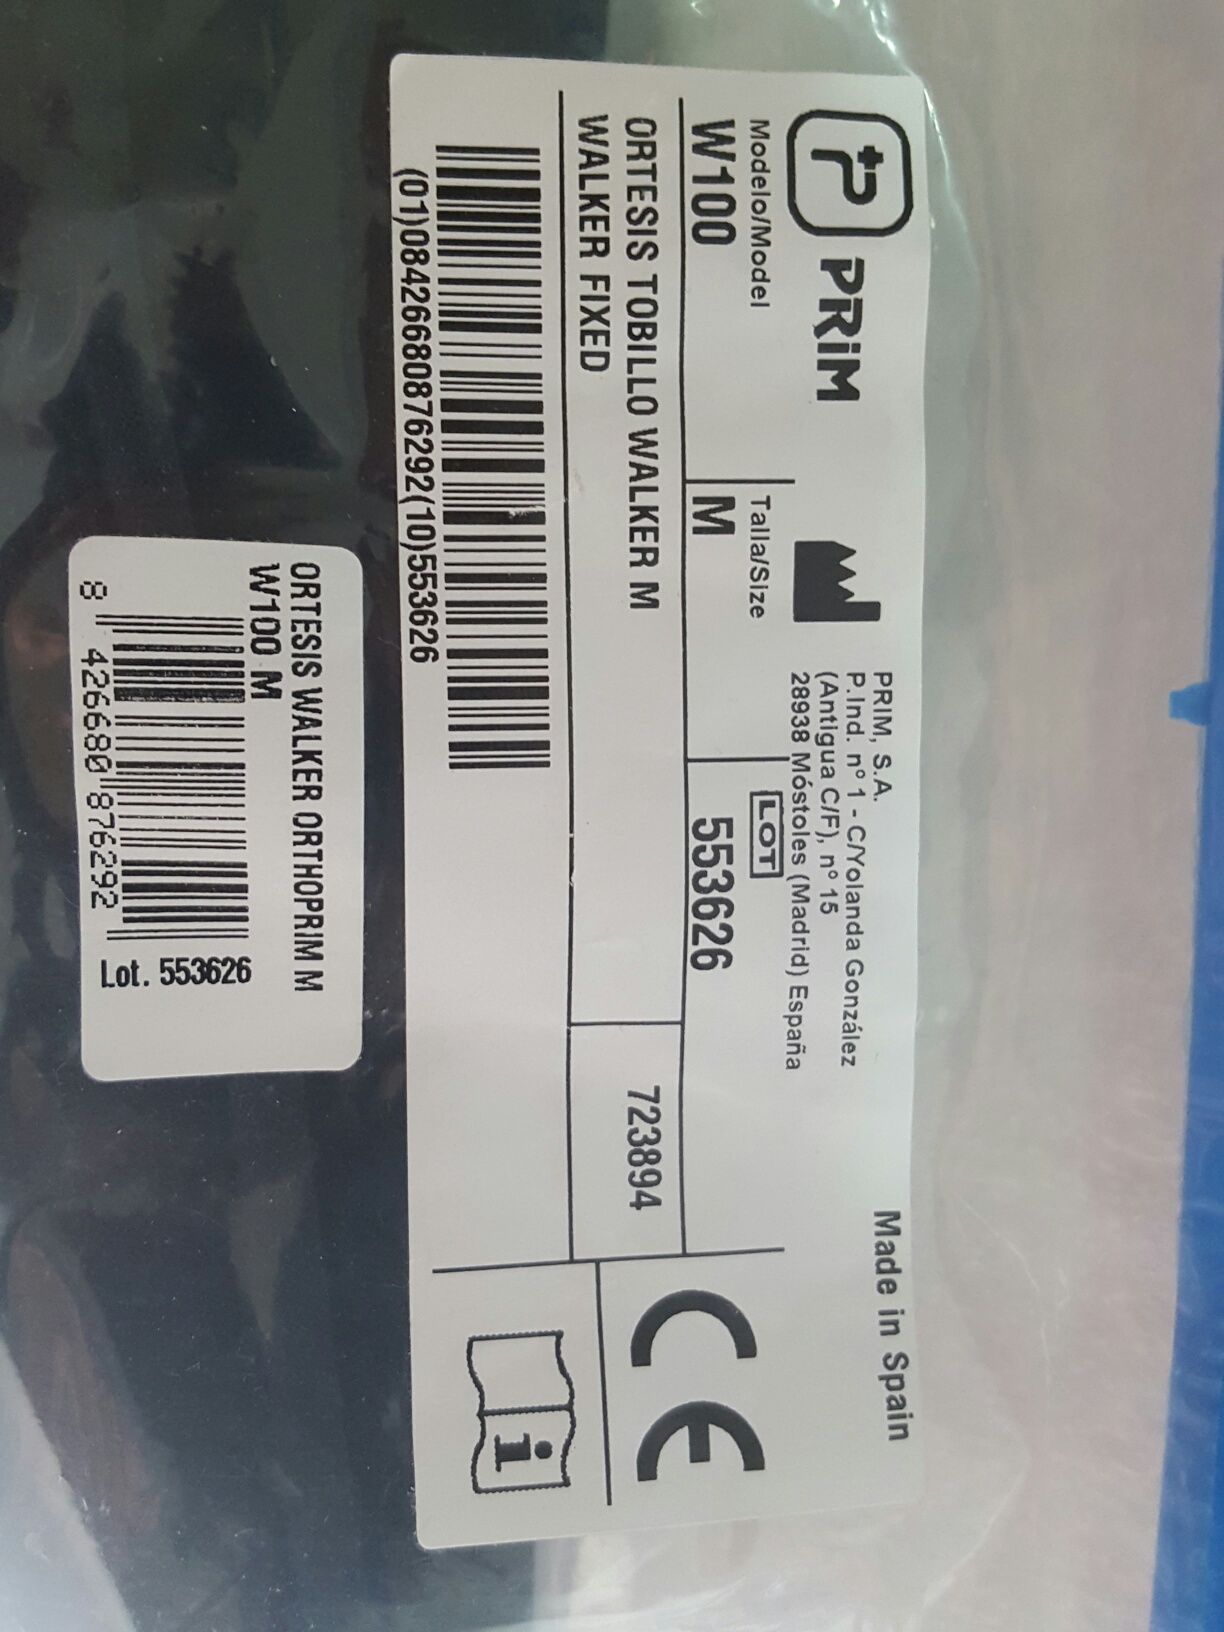 PRIM
PRIM, S.A.
P.Ind. nº 1 - C/Yolanda González
(Antigua C/F), nº 15
28938 Móstoles (Madrid) España
Made in Spain
Modelo/Model
W100
Talla/Size
M
LOT
553626
ORTESIS TOBILLO WALKER M
WALKER FIXED
723894
CE
i
(01)08426680876292(10)553626
ORTESIS WALKER ORTHOPRIM M
W100 M
8 426680 876292
Lot. 553626